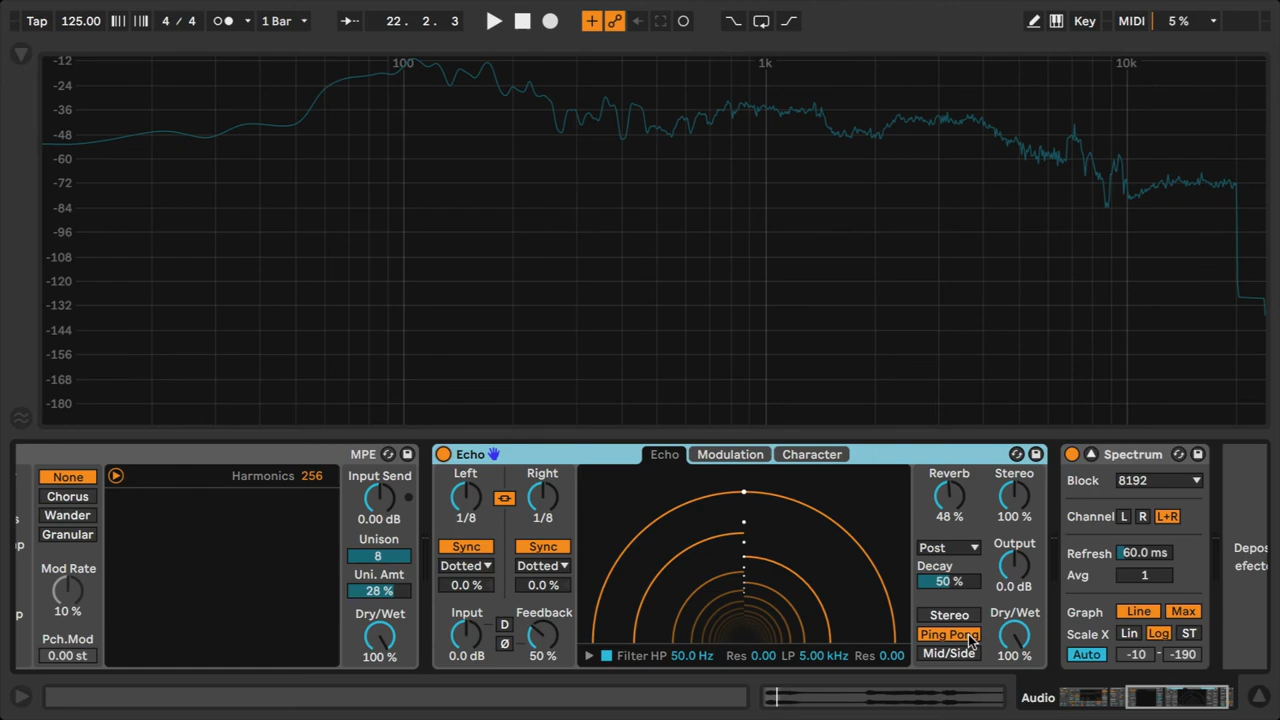 Tap 125.00 4 / 4 1 Bar 22. 2. 3 Key MIDI 5 %
100 1k 10k
-12
-24
-36
-48
-60
-72
-84
-96
-108
-120
-132
-144
-156
-168
-180
MPE
None
Chorus
Wander
Granular
Mod Rate
10 %
Pch.Mod
0.00 st
Harmonics 256
Input Send
0.00 dB
Unison
8
Uni. Amt
28 %
Dry/Wet
100 %
Echo
Echo Modulation Character
Left Right
1/8 1/8
Sync Sync
Dotted Dotted
0.0 % 0.0 %
Input D Feedback
Ø
0.0 dB 50 %
Filter HP 50.0 Hz Res 0.00 LP 5.00 kHz Res 0.00
Reverb Stereo
48 % 100 %
Post Output
Decay
50 % 0.0 dB
Stereo Dry/Wet
Ping Pong
Mid/Side 100 %
Spectrum
Block 8192
Channel L R L+R
Refresh 60.0 ms
Avg 1
Graph Line Max
Scale X Lin Log ST
Auto -10 -190
Audio